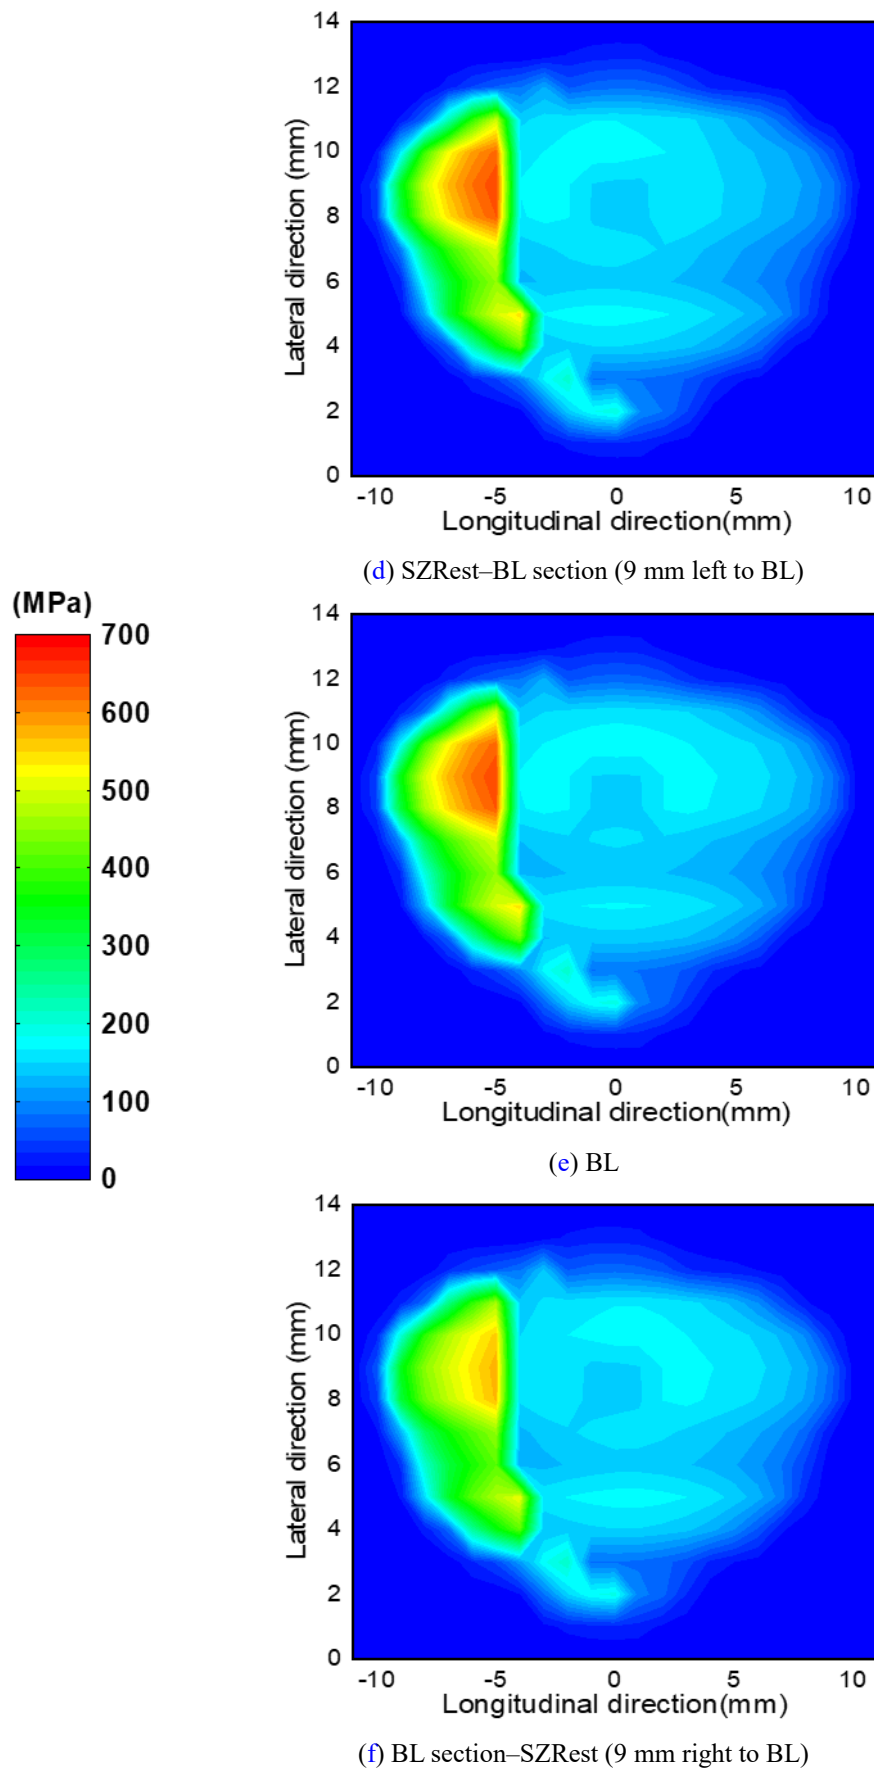 14
12
10
8
6
4
2
0
Lateral direction (mm)
-10 -5 0 5 10
Longitudinal direction(mm)
(d) SZRest–BL section (9 mm left to BL)
(MPa)
700
600
500
400
300
200
100
0
14
12
10
8
6
4
2
0
Lateral direction (mm)
-10 -5 0 5 10
Longitudinal direction(mm)
(e) BL
14
12
10
8
6
4
2
0
Lateral direction (mm)
-10 -5 0 5 10
Longitudinal direction(mm)
(f) BL section–SZRest (9 mm right to BL)